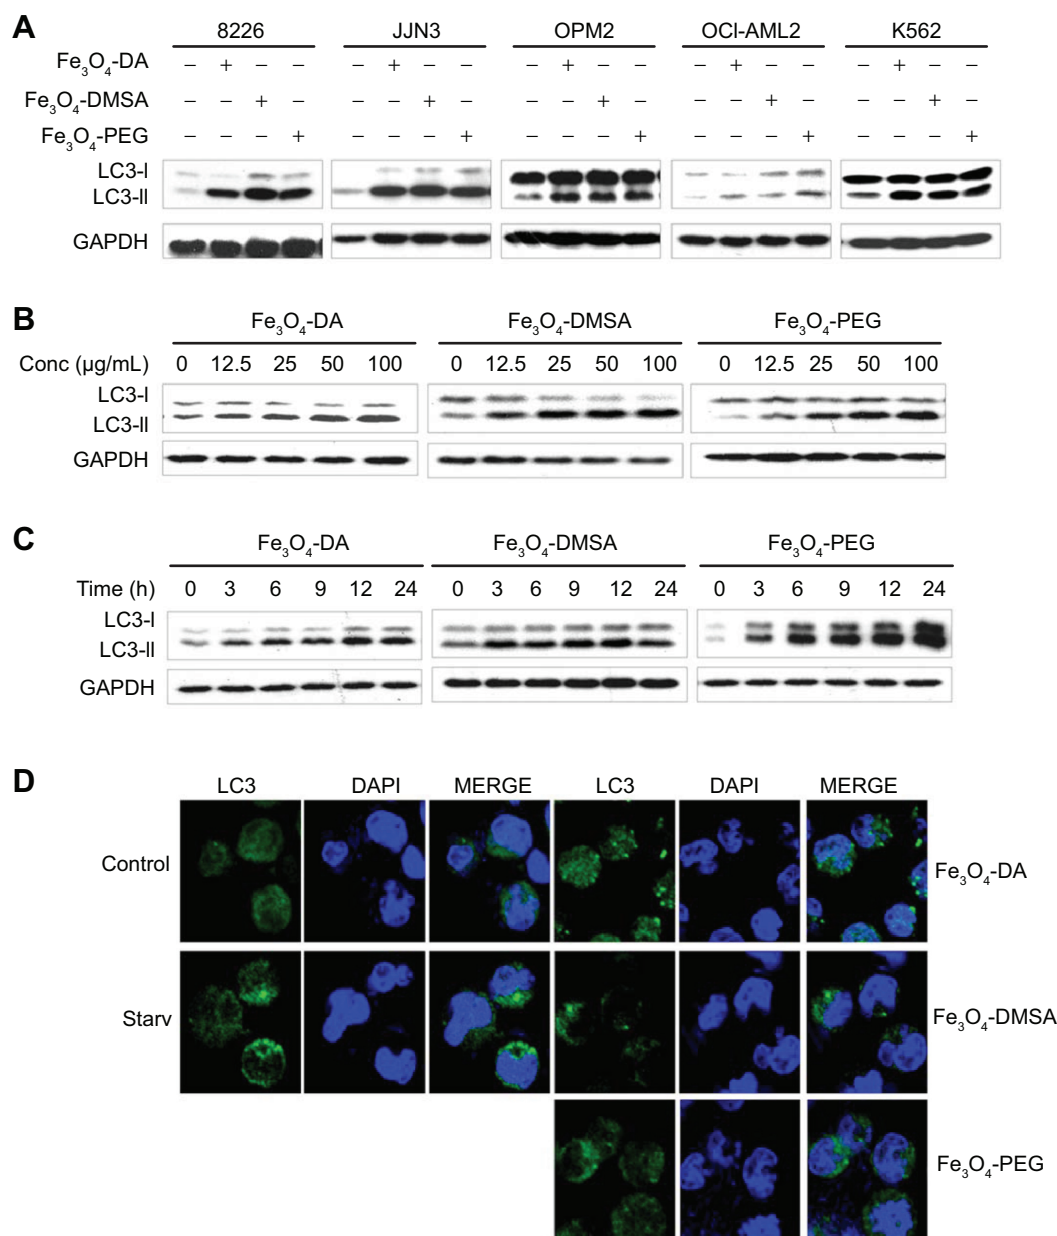 A
8226 JJN3 OPM2 OCI-AML2 K562
Fe₃O₄-DA − + − − − + − − − + − − − + − − − + − −
Fe₃O₄-DMSA − − + − − − + − − − + − − − + − − − + −
Fe₃O₄-PEG − − − + − − − + − − − + − − − + − − − +
LC3-I
LC3-II
GAPDH
B
Fe₃O₄-DA Fe₃O₄-DMSA Fe₃O₄-PEG
Conc (µg/mL) 0 12.5 25 50 100 0 12.5 25 50 100 0 12.5 25 50 100
LC3-I
LC3-II
GAPDH
C
Fe₃O₄-DA Fe₃O₄-DMSA Fe₃O₄-PEG
Time (h) 0 3 6 9 12 24 0 3 6 9 12 24 0 3 6 9 12 24
LC3-I
LC3-II
GAPDH
D
LC3 DAPI MERGE LC3 DAPI MERGE
Control Fe₃O₄-DA
Starv Fe₃O₄-DMSA
Fe₃O₄-PEG